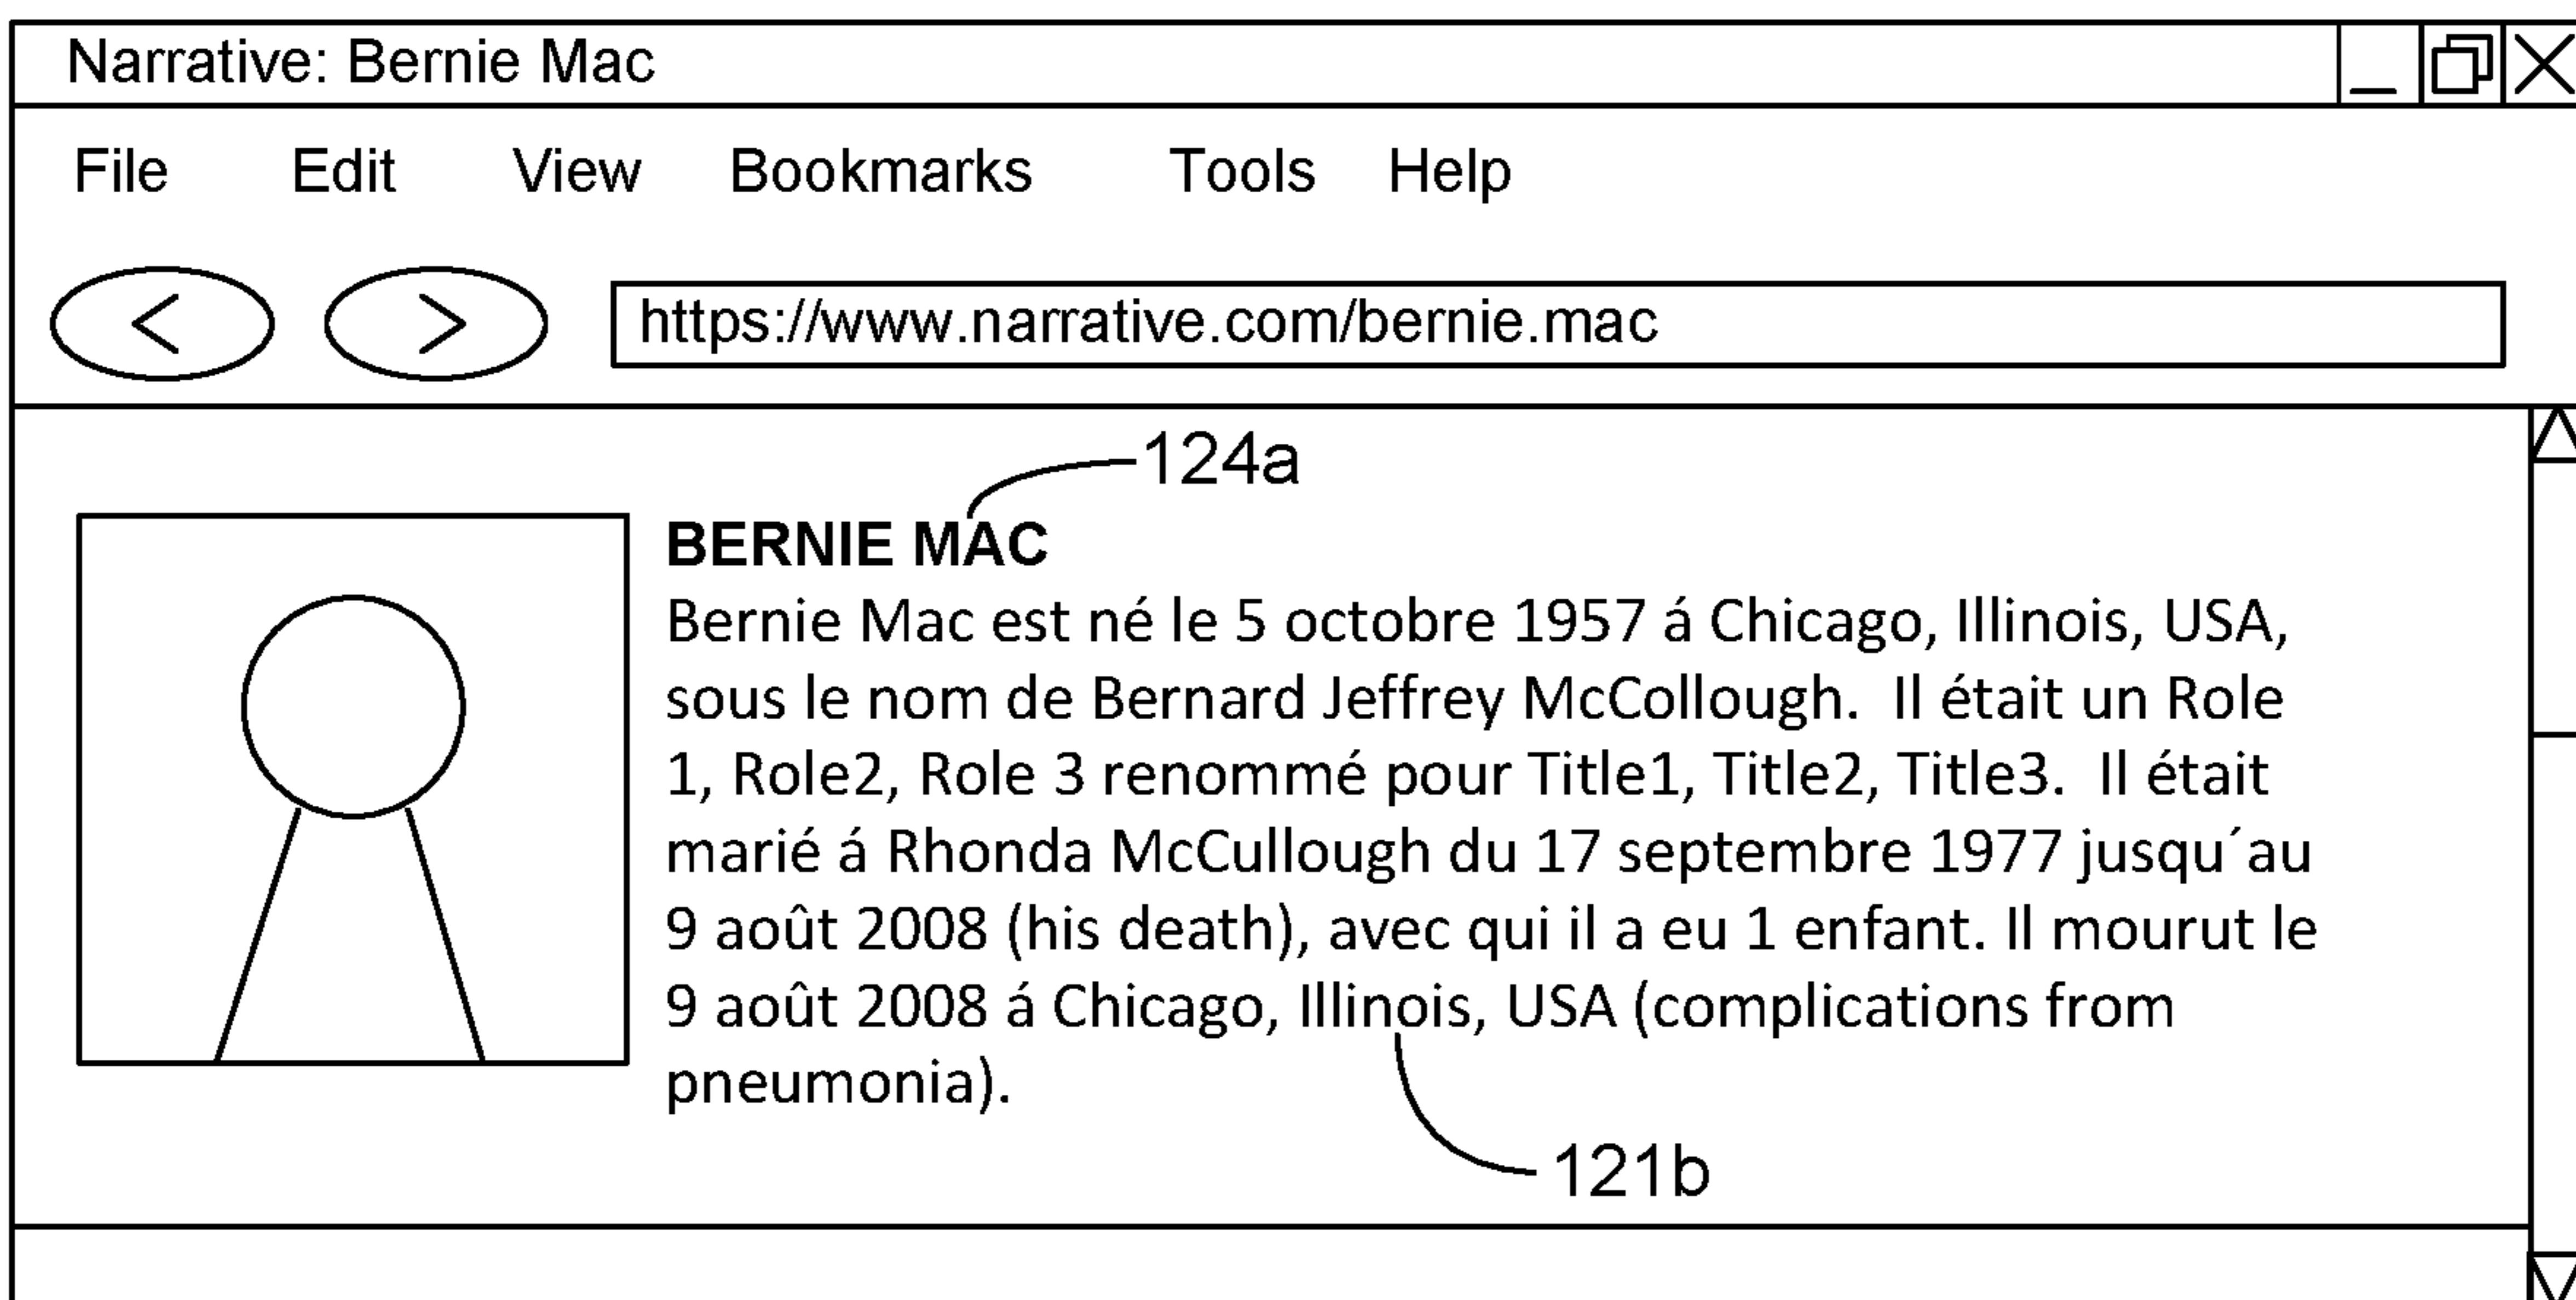 Narrative: Bernie Mac
File Edit View Bookmarks Tools Help
< > https://www.narrative.com/bernie.mac
124a
BERNIE MAC
Bernie Mac est né le 5 octobre 1957 á Chicago, Illinois, USA,
sous le nom de Bernard Jeffrey McCollough.  Il était un Role
1, Role2, Role 3 renommé pour Title1, Title2, Title3.  Il était
marié á Rhonda McCullough du 17 septembre 1977 jusqu´au
9 août 2008 (his death), avec qui il a eu 1 enfant. Il mourut le
9 août 2008 á Chicago, Illinois, USA (complications from
pneumonia).
121b